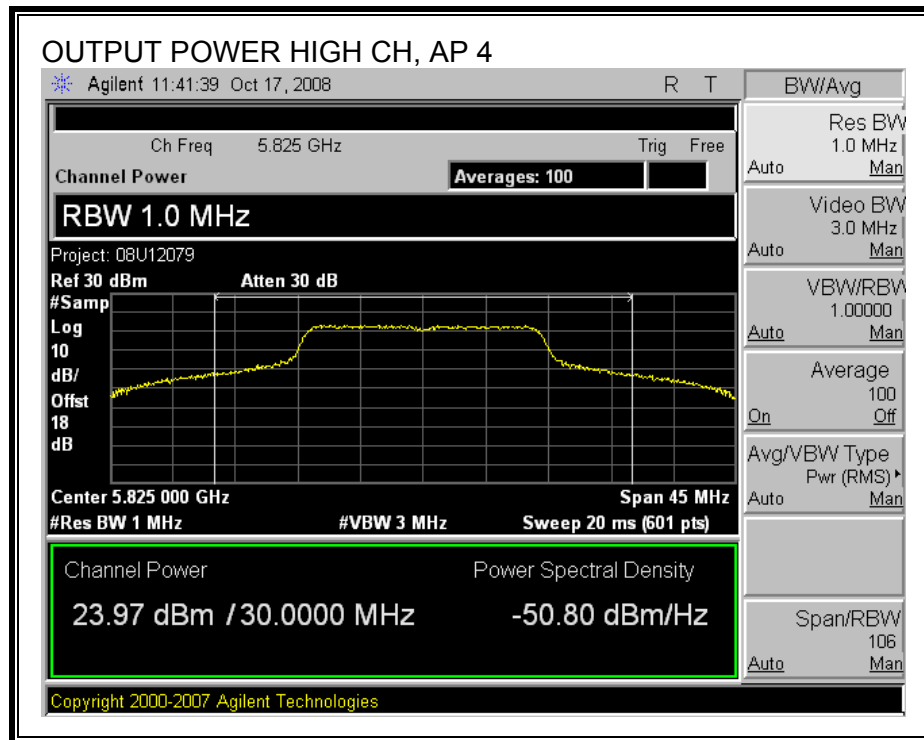 OUTPUT POWER HIGH CH, AP 4
Agilent 11:41:39 Oct 17, 2008 R T
BW/Avg
Ch Freq 5.825 GHz Trig Free
Channel Power Averages: 100
RBW 1.0 MHz
Project: 08U12079
Ref 30 dBm Atten 30 dB
#Samp
Log
10
dB/
Offst
18
dB
Center 5.825 000 GHz Span 45 MHz
#Res BW 1 MHz #VBW 3 MHz Sweep 20 ms (601 pts)
Channel Power Power Spectral Density
23.97 dBm / 30.0000 MHz -50.80 dBm/Hz
Copyright 2000-2007 Agilent Technologies
Res BW
1.0 MHz
Auto Man
Video BW
3.0 MHz
Auto Man
VBW/RBW
1.00000
Auto Man
Average
100
On Off
Avg/VBW Type
Pwr (RMS)
Auto Man
Span/RBW
106
Auto Man